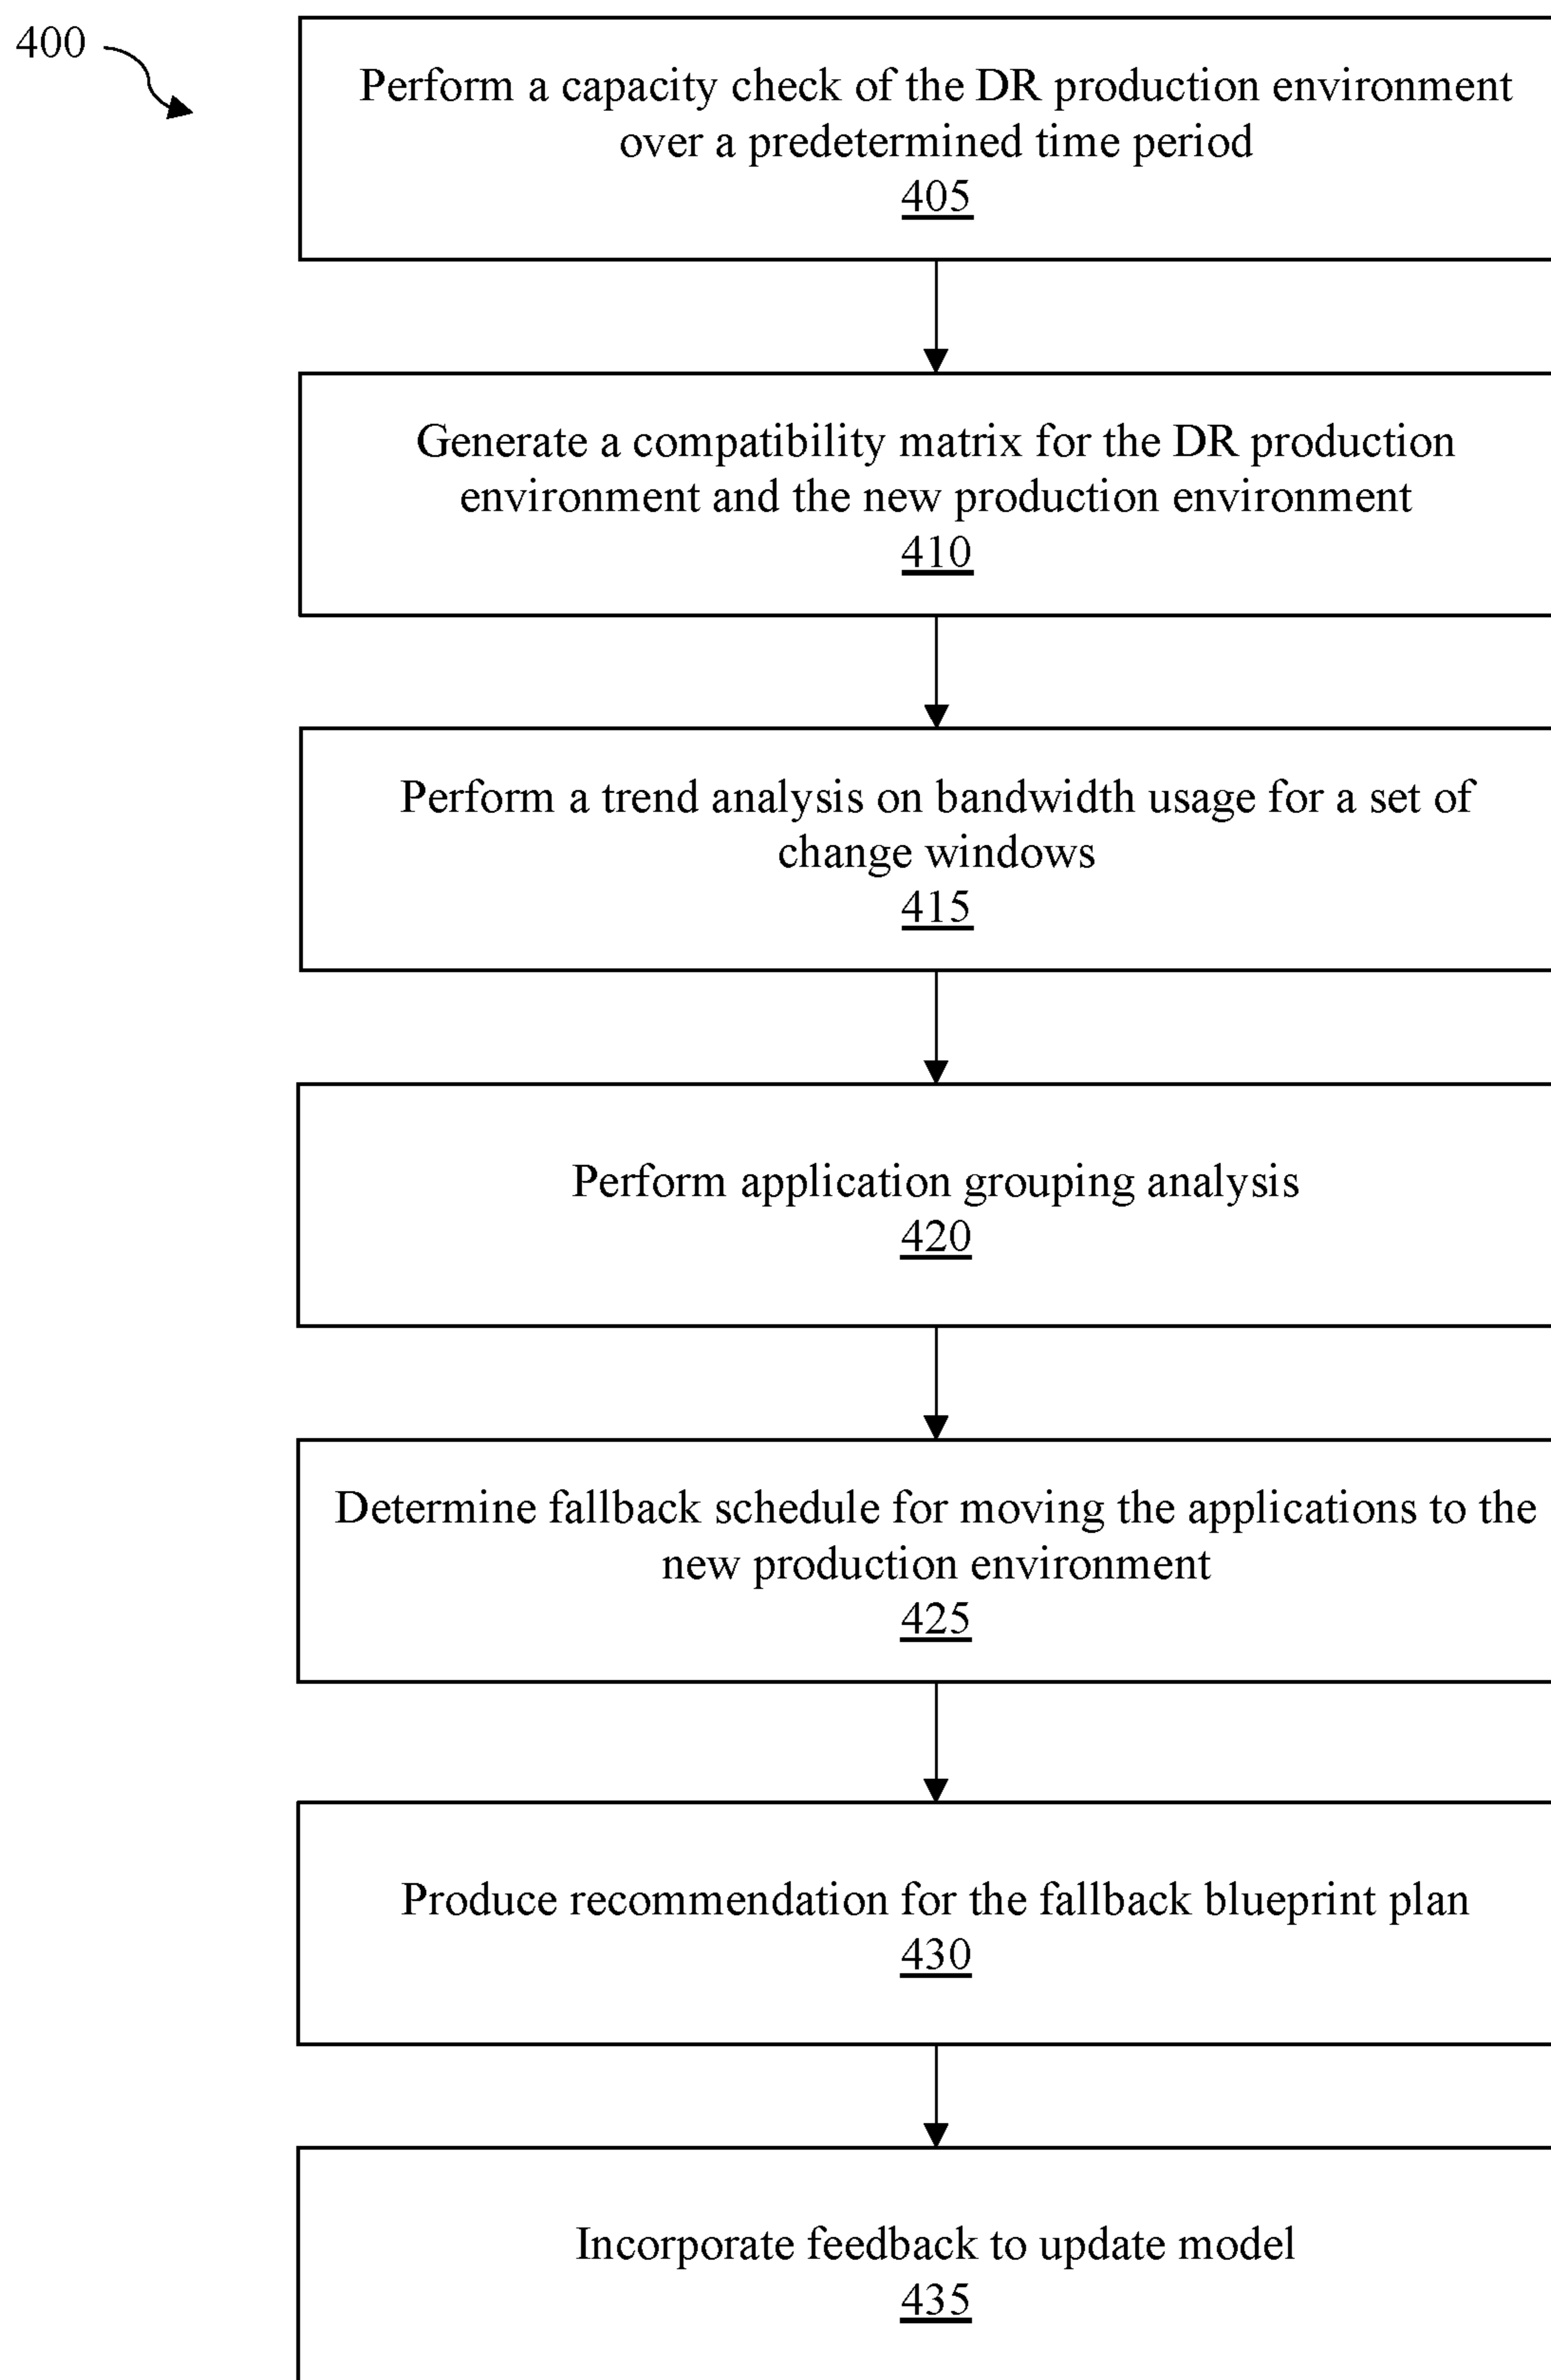 400
Perform a capacity check of the DR production environment
over a predetermined time period
405
Generate a compatibility matrix for the DR production
environment and the new production environment
410
Perform a trend analysis on bandwidth usage for a set of
change windows
415
Perform application grouping analysis
420
Determine fallback schedule for moving the applications to the
new production environment
425
Produce recommendation for the fallback blueprint plan
430
Incorporate feedback to update model
435